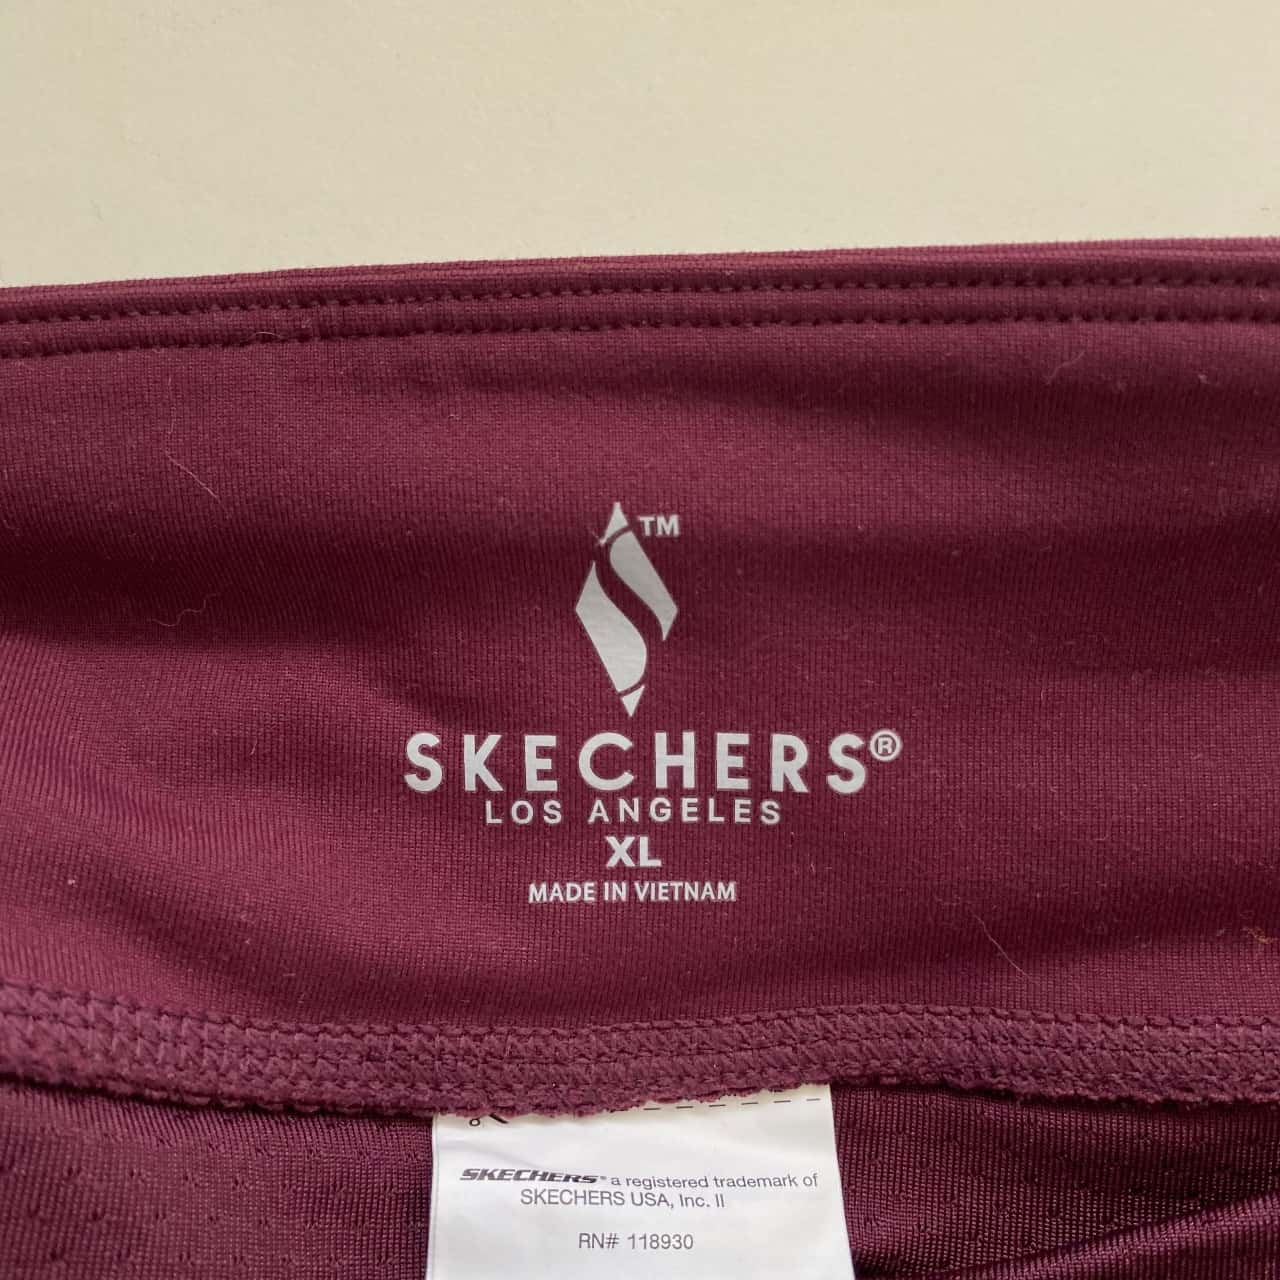 TM
SKECHERS®
LOS ANGELES
XL
MADE IN VIETNAM
SKECHERS® a registered trademark of
SKECHERS USA, Inc. II
RN# 118930